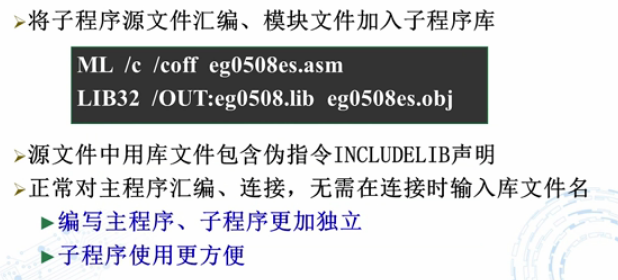 将子程序源文件汇编、模块文件加入子程序库
ML /c /coff eg0508es.asm
LIB32 /OUT:eg0508.lib eg0508es.obj
源文件中用库文件包含伪指令INCLUDELIB声明
正常对主程序汇编、连接，无需在连接时输入库文件名
编写主程序、子程序更加独立
子程序使用更方便